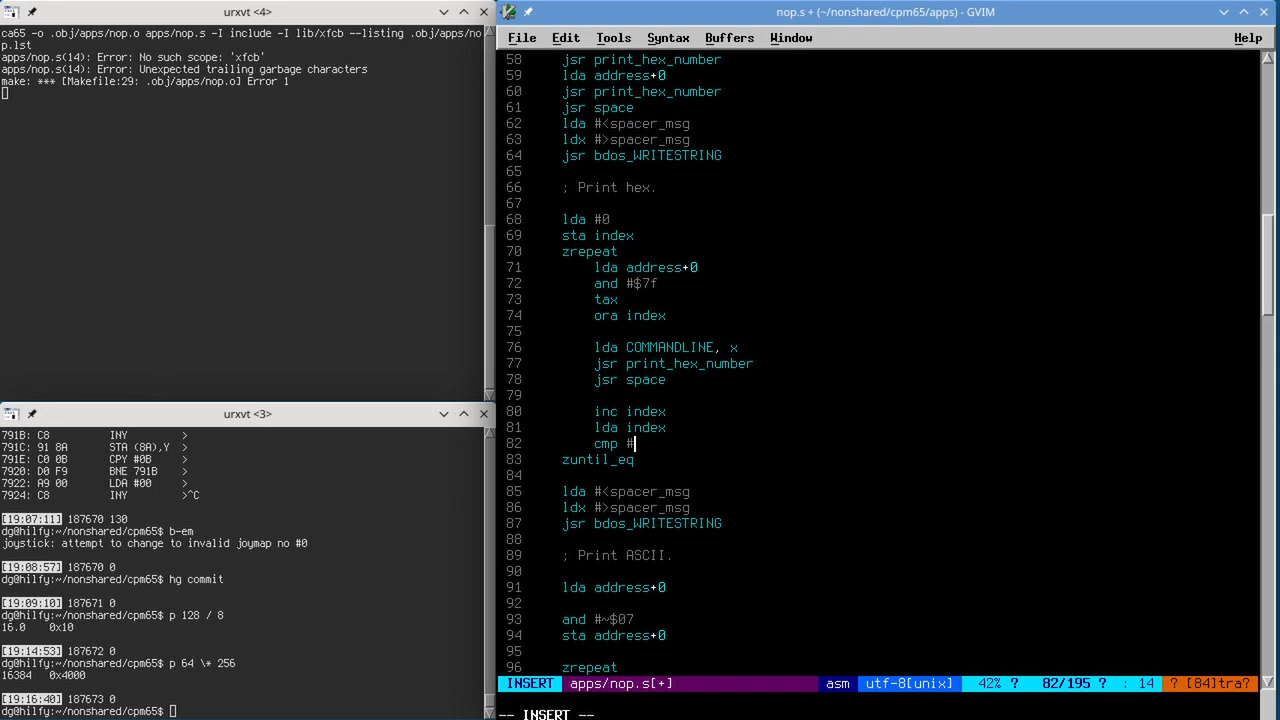 urxvt <4>
ca65 -o .obj/apps/nop.o apps/nop.s -I include -I lib/xfcb --listing .obj/apps/no
p.lst
apps/nop.s(14): Error: No such scope: 'xfcb'
apps/nop.s(14): Error: Unexpected trailing garbage characters
make: *** [Makefile:29: .obj/apps/nop.o] Error 1
urxvt <3>
791B: C8        INY       >
791C: 91 8A     STA (8A),Y  >
791E: C0 0B     CPY #0B   >
7920: D0 F9     BNE 791B  >
7922: A9 00     LDA #00   >
7924: C8        INY       >^C
[19:07:11] 187670 130
dg@hilfy:~/nonshared/cpm65$ b-em
joystick: attempt to change to invalid joymap no #0
[19:08:57] 187670 0
dg@hilfy:~/nonshared/cpm65$ hg commit
[19:09:10] 187671 0
dg@hilfy:~/nonshared/cpm65$ p 128 / 8
16.0    0x10
[19:14:53] 187672 0
dg@hilfy:~/nonshared/cpm65$ p 64 \* 256
16384   0x4000
[19:16:40] 187673 0
dg@hilfy:~/nonshared/cpm65$
nop.s + (~/nonshared/cpm65/apps) - GVIM
File Edit Tools Syntax Buffers Window Help
58     jsr print_hex_number
59     lda address+0
60     jsr print_hex_number
61     jsr space
62     lda #<spacer_msg
63     ldx #>spacer_msg
64     jsr bdos_WRITESTRING
65
66     ; Print hex.
67
68     lda #0
69     sta index
70     zrepeat
71         lda address+0
72         and #$7f
73         tax
74         ora index
75
76         lda COMMANDLINE, x
77         jsr print_hex_number
78         jsr space
79
80         inc index
81         lda index
82         cmp #
83     zuntil_eq
84
85     lda #<spacer_msg
86     ldx #>spacer_msg
87     jsr bdos_WRITESTRING
88
89     ; Print ASCII.
90
91     lda address+0
92
93     and #~$07
94     sta address+0
95
96     zrepeat
INSERT apps/nop.s[+] asm utf-8[unix] 42% ? 82/195 ? : 14 ? [84]tra?
-- INSERT --